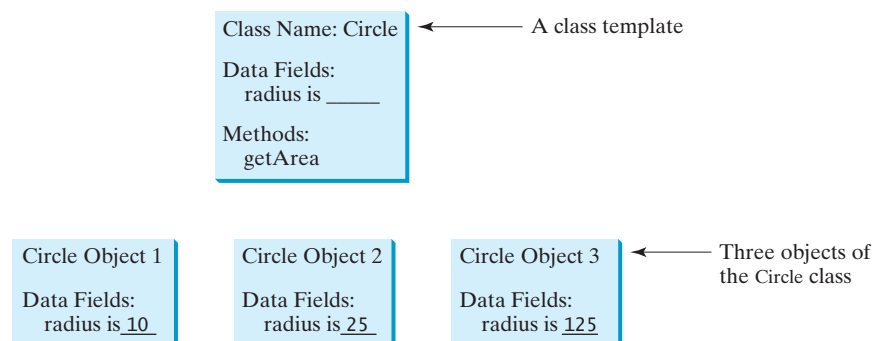 Class Name: Circle
A class template
Data Fields:
radius is _____
Methods:
getArea
Circle Object 1
Data Fields:
radius is 10
Circle Object 2
Data Fields:
radius is 25
Circle Object 3
Data Fields:
radius is 125
Three objects of
the Circle class